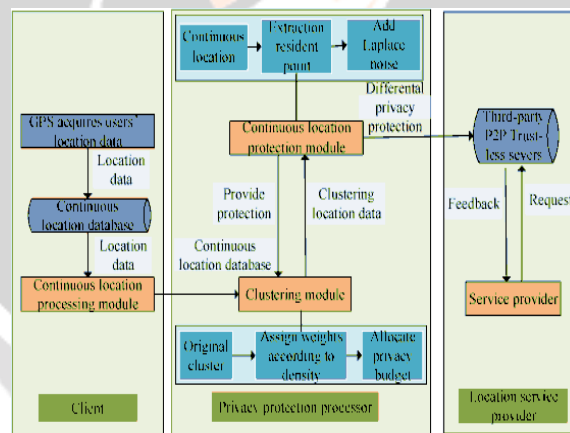 GPS acquires users'
location data
Location
data
Continuous
location database
Location
data
Continuous location
processing module
Client
Continuous
location
Extraction
resident
point
Add
Laplace
noise
Continuous location
protection module
Differental
privacy
protection
Provide
protection
Clustering
location data
Continuous
location database
Clustering module
Original
cluster
Assign weights
according to
density
Allocate
privacy
budget
Privacy protection processor
Third-party
P2P Trust-
less severs
Feedback
Request
Service provider
Location service
provider